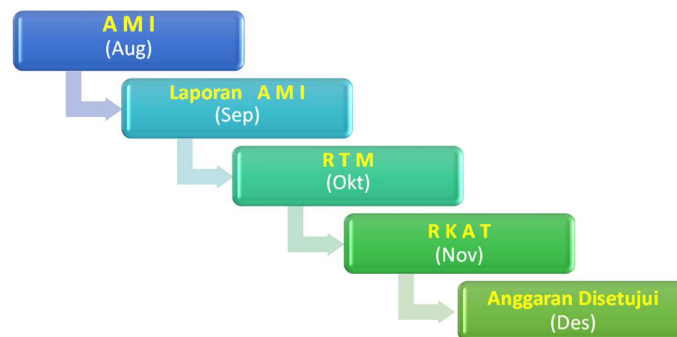 A M I
(Aug)
Laporan A M I
(Sep)
R T M
(Okt)
R K A T
(Nov)
Anggaran Disetujui
(Des)